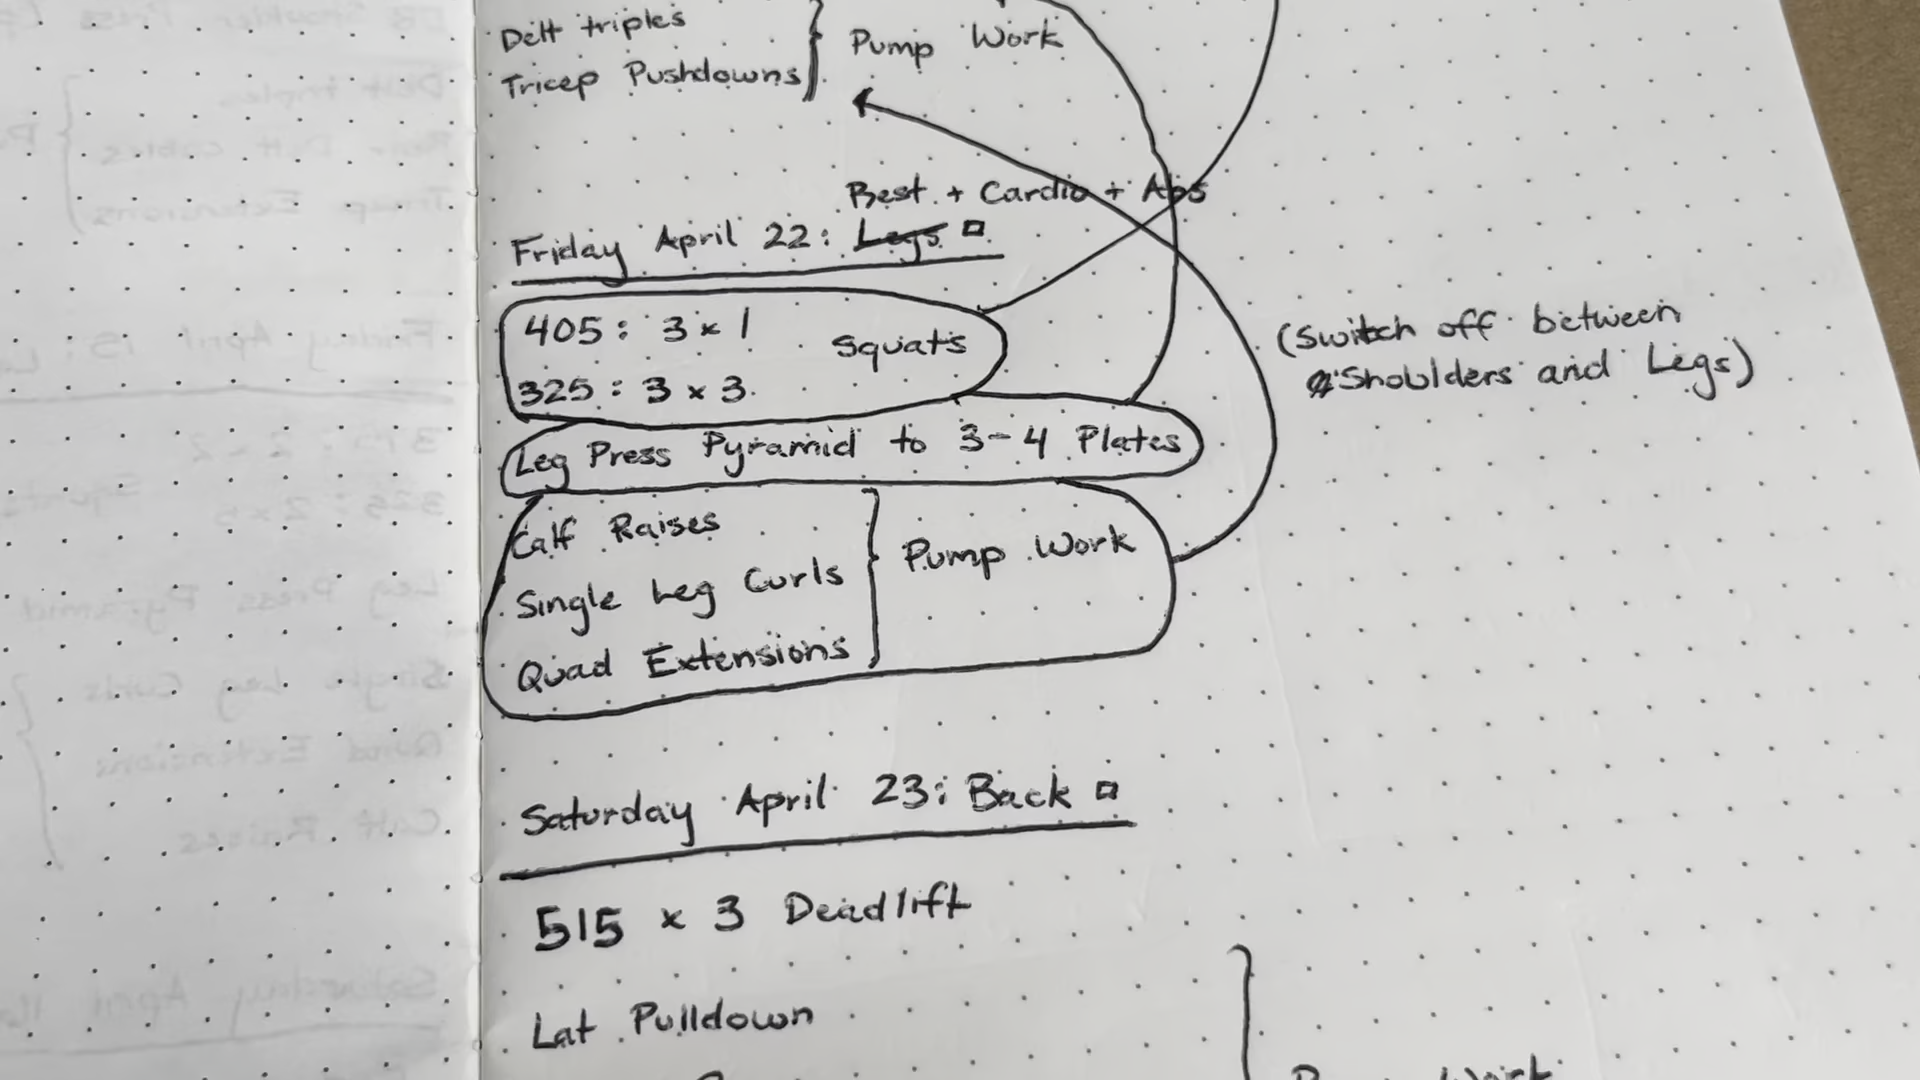 Delt triples
Tricep Pushdowns
Pump Work
Best + Cardio + Abs
Friday April 22: Legs
405: 3 x 1
325: 3 x 3
Squats
Leg Press Pyramid to 3-4 Plates
Calf Raises
Single Leg Curls
Quad Extensions
Pump Work
(Switch off between
Shoulders and Legs)
Saturday April 23: Back
515 x 3 Deadlift
Lat Pulldown